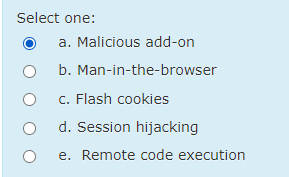 Select one:
a. Malicious add-on
b. Man-in-the-browser
c. Flash cookies
d. Session hijacking
e. Remote code execution